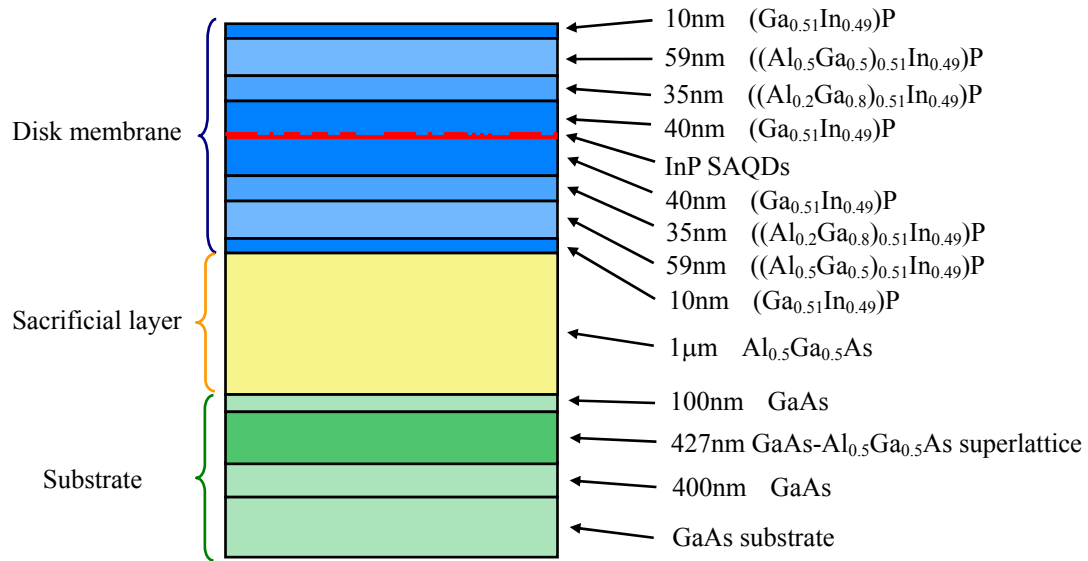 Disk membrane
Sacrificial layer
Substrate
10nm (Ga₀.₅₁In₀.₄₉)P
59nm ((Al₀.₅Ga₀.₅)₀.₅₁In₀.₄₉)P
35nm ((Al₀.₂Ga₀.₈)₀.₅₁In₀.₄₉)P
40nm (Ga₀.₅₁In₀.₄₉)P
InP SAQDs
40nm (Ga₀.₅₁In₀.₄₉)P
35nm ((Al₀.₂Ga₀.₈)₀.₅₁In₀.₄₉)P
59nm ((Al₀.₅Ga₀.₅)₀.₅₁In₀.₄₉)P
10nm (Ga₀.₅₁In₀.₄₉)P
1μm Al₀.₅Ga₀.₅As
100nm GaAs
427nm GaAs-Al₀.₅Ga₀.₅As superlattice
400nm GaAs
GaAs substrate